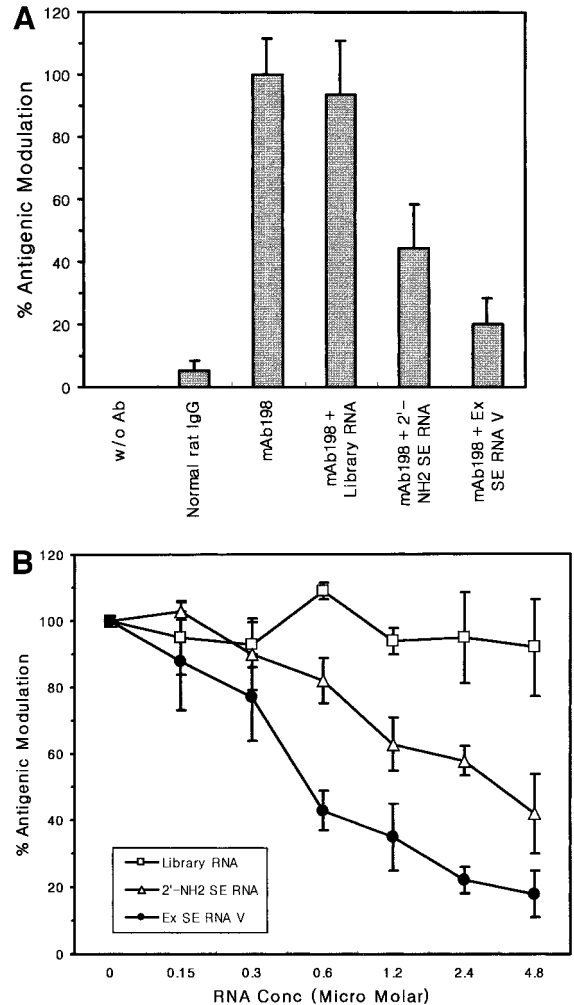 A
120
100
80
60
40
20
0
% Antigenic Modulation
w/o Ab
Normal rat IgG
mAb198
mAb198 +
Library RNA
mAb198 + 2'-
NH2 SE RNA
mAb198 + Ex
SE RNA V
B
120
100
80
60
40
20
0
% Antigenic Modulation
Library RNA
2'-NH2 SE RNA
Ex SE RNA V
0 0.15 0.3 0.6 1.2 2.4 4.8
RNA Conc (Micro Molar)